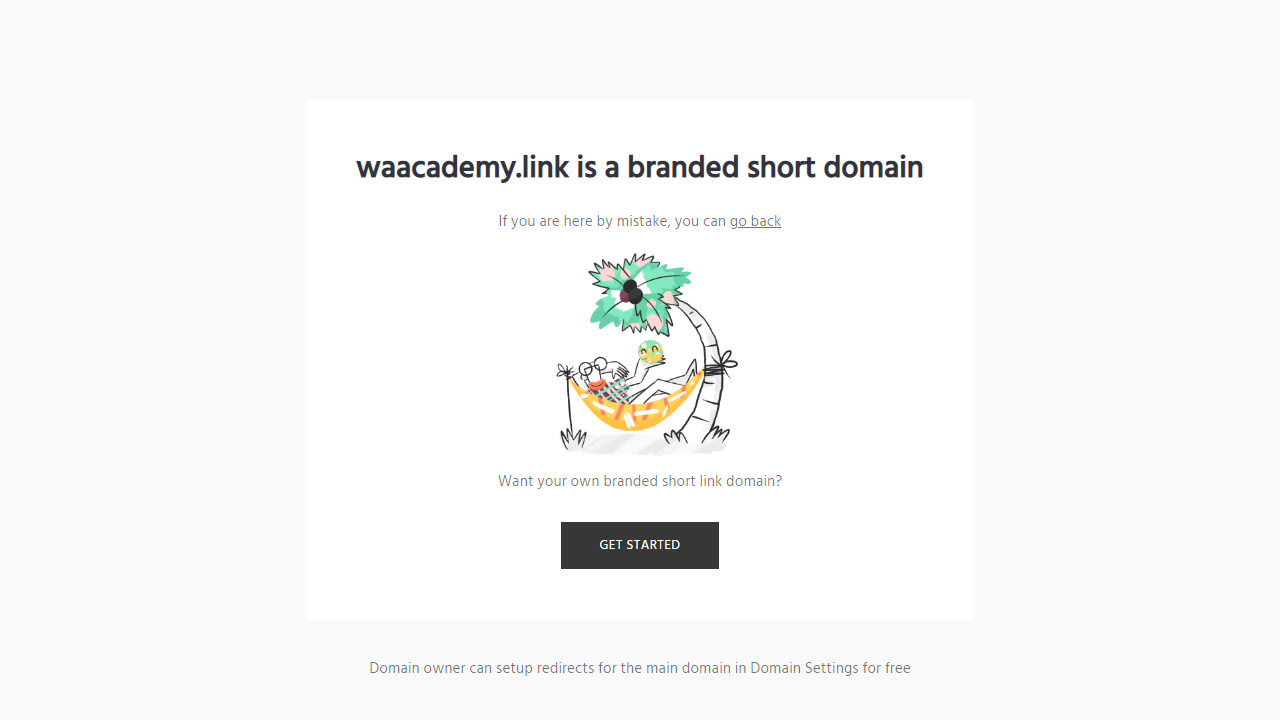 waacademy.link is a branded short domain
If you are here by mistake, you can go back
Want your own branded short link domain?
GET STARTED
Domain owner can setup redirects for the main domain in Domain Settings for free